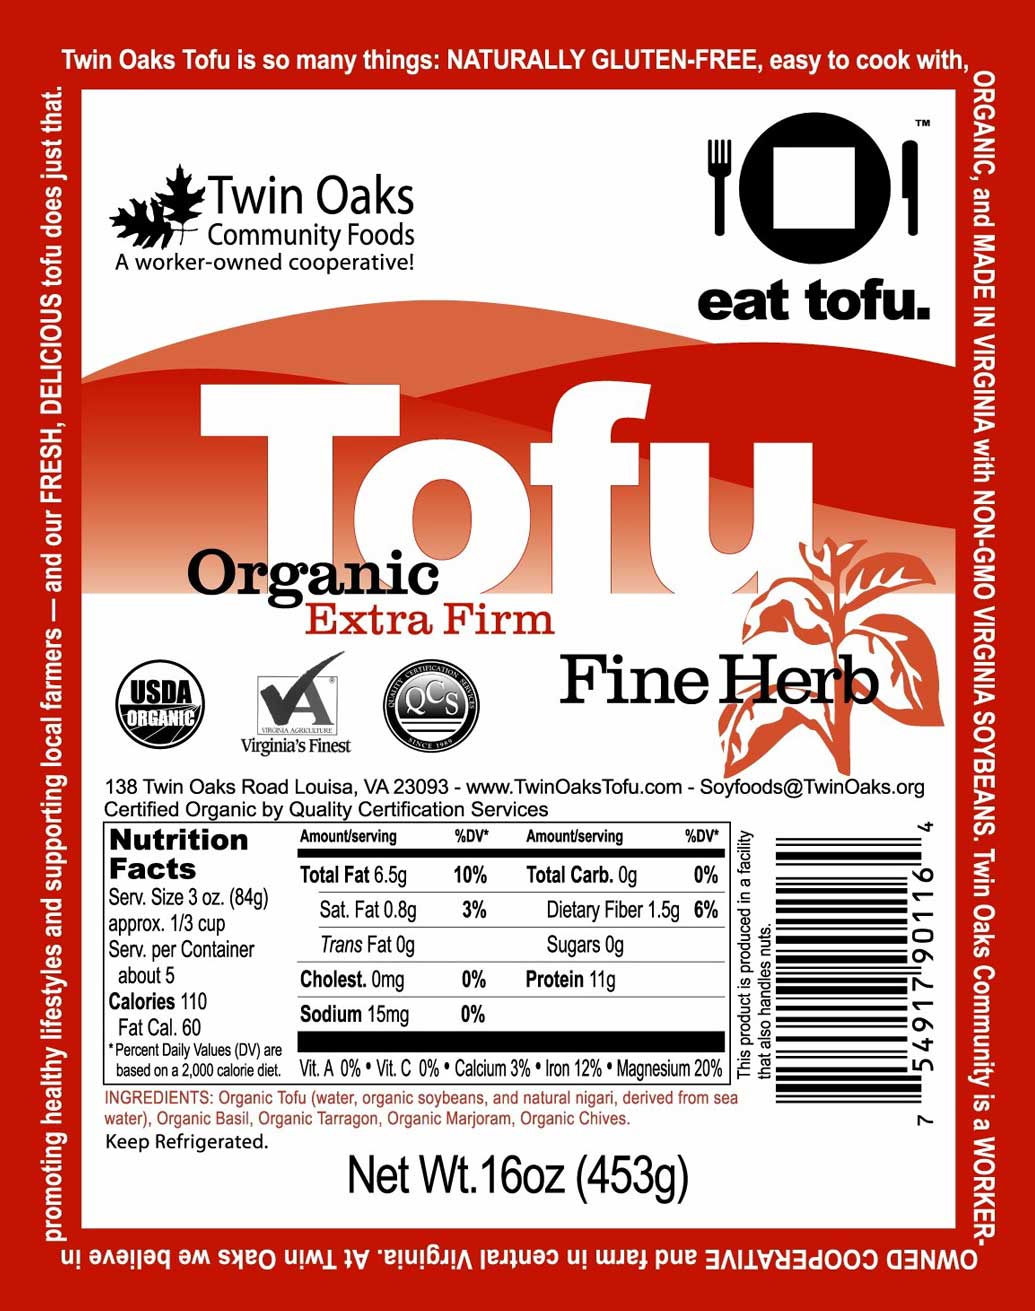 Twin Oaks Tofu is so many things: NATURALLY GLUTEN-FREE, easy to cook with,
ORGANIC, and MADE IN VIRGINIA with NON-GMO VIRGINIA SOYBEANS. Twin Oaks Community is a WORKER-
OWNED COOPERATIVE and farm in central Virginia. At Twin Oaks we believe in
promoting healthy lifestyles and supporting local farmers — and our FRESH, DELICIOUS tofu does just that.
Twin Oaks
Community Foods
A worker-owned cooperative!
TM
eat tofu.
Tofu
Organic
Extra Firm
Fine Herb
USDA
ORGANIC
VA
®
VIRGINIA AGRICULTURE
Virginia's Finest
QUALITY CERTIFICATION SERVICES
QCS
SINCE 1989
138 Twin Oaks Road Louisa, VA 23093 - www.TwinOaksTofu.com - Soyfoods@TwinOaks.org
Certified Organic by Quality Certification Services
Nutrition
Facts
Serv. Size 3 oz. (84g)
approx. 1/3 cup
Serv. per Container
about 5
Calories 110
Fat Cal. 60
*Percent Daily Values (DV) are
based on a 2,000 calorie diet.
Amount/serving %DV* Amount/serving %DV*
Total Fat 6.5g 10% Total Carb. 0g 0%
Sat. Fat 0.8g 3% Dietary Fiber 1.5g 6%
Trans Fat 0g Sugars 0g
Cholest. 0mg 0% Protein 11g
Sodium 15mg 0%
Vit. A 0% • Vit. C 0% • Calcium 3% • Iron 12% • Magnesium 20%
This product is produced in a facility
that also handles nuts.
7 54917 90116 4
INGREDIENTS: Organic Tofu (water, organic soybeans, and natural nigari, derived from sea
water), Organic Basil, Organic Tarragon, Organic Marjoram, Organic Chives.
Keep Refrigerated.
Net Wt.16oz (453g)